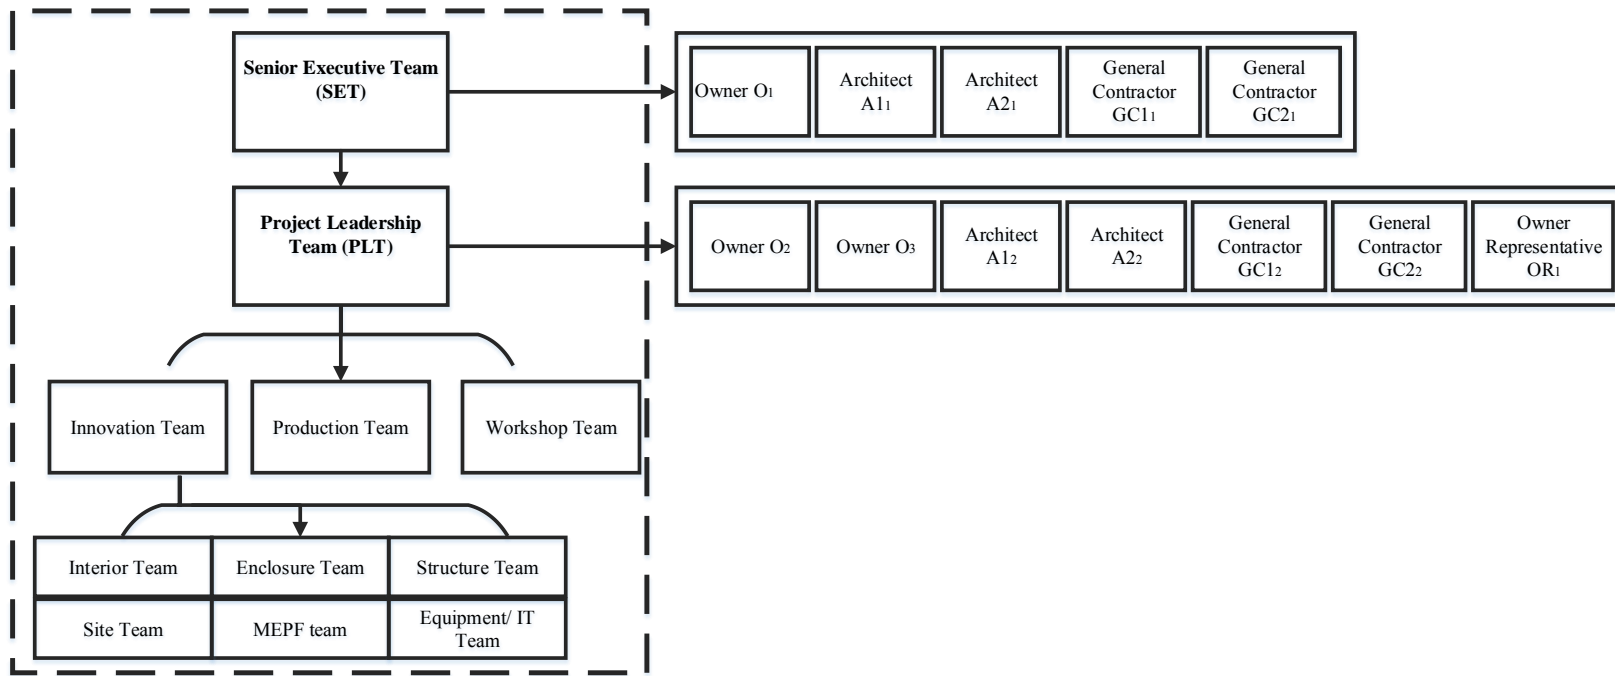 Senior Executive Team
(SET)
Owner O₁
Architect
A1₁
Architect
A2₁
General
Contractor
GC1₁
General
Contractor
GC2₁
Project Leadership
Team (PLT)
Owner O₂
Owner O₃
Architect
A1₂
Architect
A2₂
General
Contractor
GC1₂
General
Contractor
GC2₂
Owner
Representative
OR₁
Innovation Team
Production Team
Workshop Team
Interior Team
Enclosure Team
Structure Team
Site Team
MEPF team
Equipment/ IT
Team